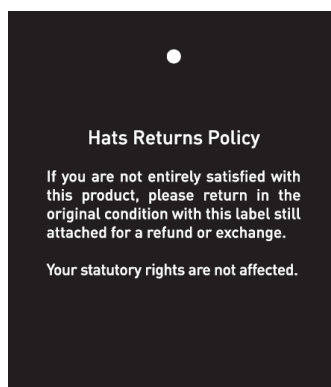 Hats Returns Policy
If you are not entirely satisfied with
this product, please return in the
original condition with this label still
attached for a refund or exchange.
Your statutory rights are not affected.